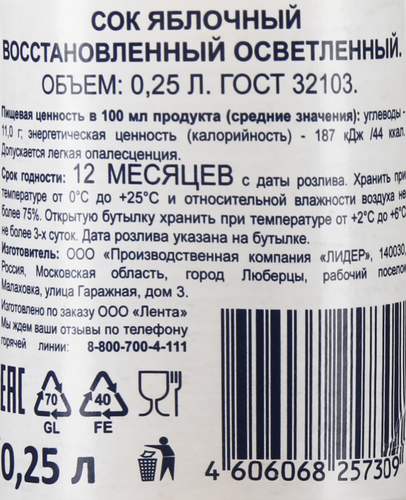 СОК ЯБЛОЧНЫЙ
ВОССТАНОВЛЕННЫЙ ОСВЕТЛЕННЫЙ.
ОБЪЕМ: 0,25 Л. ГОСТ 32103.
Пищевая ценность в 100 мл продукта (средние значения): углеводы -
11,0 г; энергетическая ценность (калорийность) - 187 кДж /44 ккал.
Допускается легкая опалесценция.
Срок годности: 12 МЕСЯЦЕВ с даты розлива. Хранить при
температуре от 0°С до +25°С и относительной влажности воздуха не
более 75%. Открытую бутылку хранить при температуре от +2°С до +6°С
не более 3-х суток. Дата розлива указана на бутылке.
Изготовитель: ООО «Производственная компания «ЛИДЕР», 140030,
Россия, Московская область, город Люберцы, рабочий поселок
Малаховка, улица Гаражная, дом 3.
Изготовлено по заказу ООО «Лента»
Мы ждем ваши отзывы по телефону
горячей линии: 8-800-700-4-111
EAC
70 40
GL FE
0,25 л
4 606068 257309